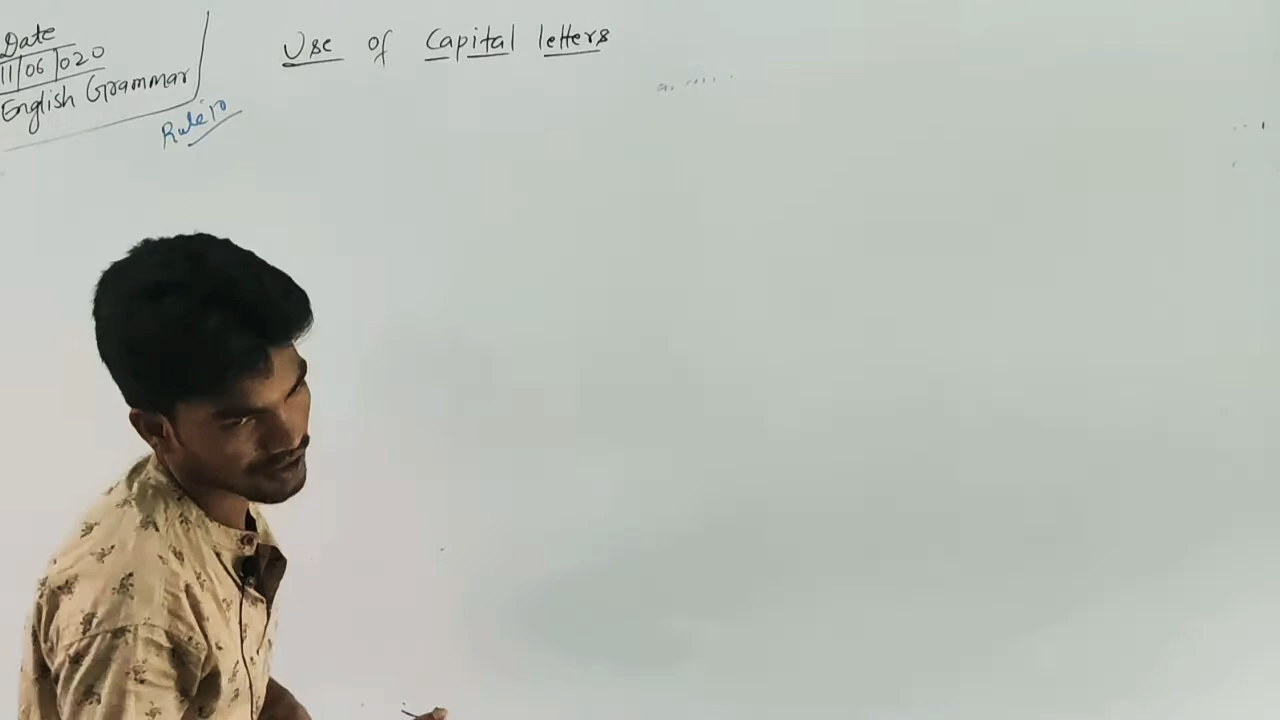 Date
11/06/020
English Grammar
Rule 10
Use of Capital letters